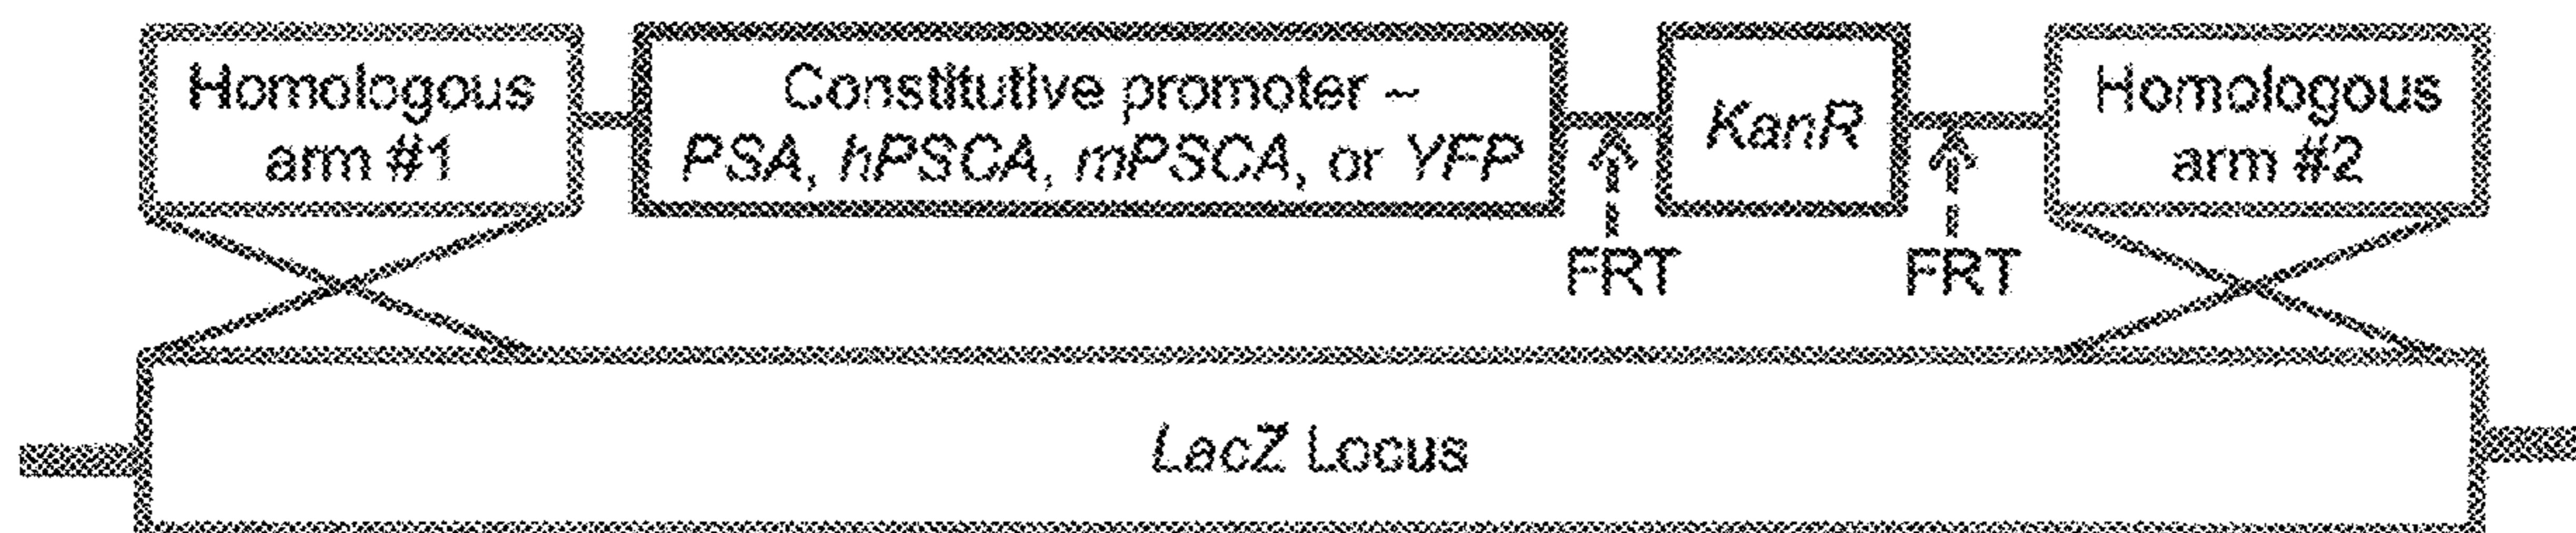 Homologous
arm #1
Constitutive promoter –
PSA, hPSCA, mPSCA, or YFP
KanR
Homologous
arm #2
FRT
FRT
LacZ Locus